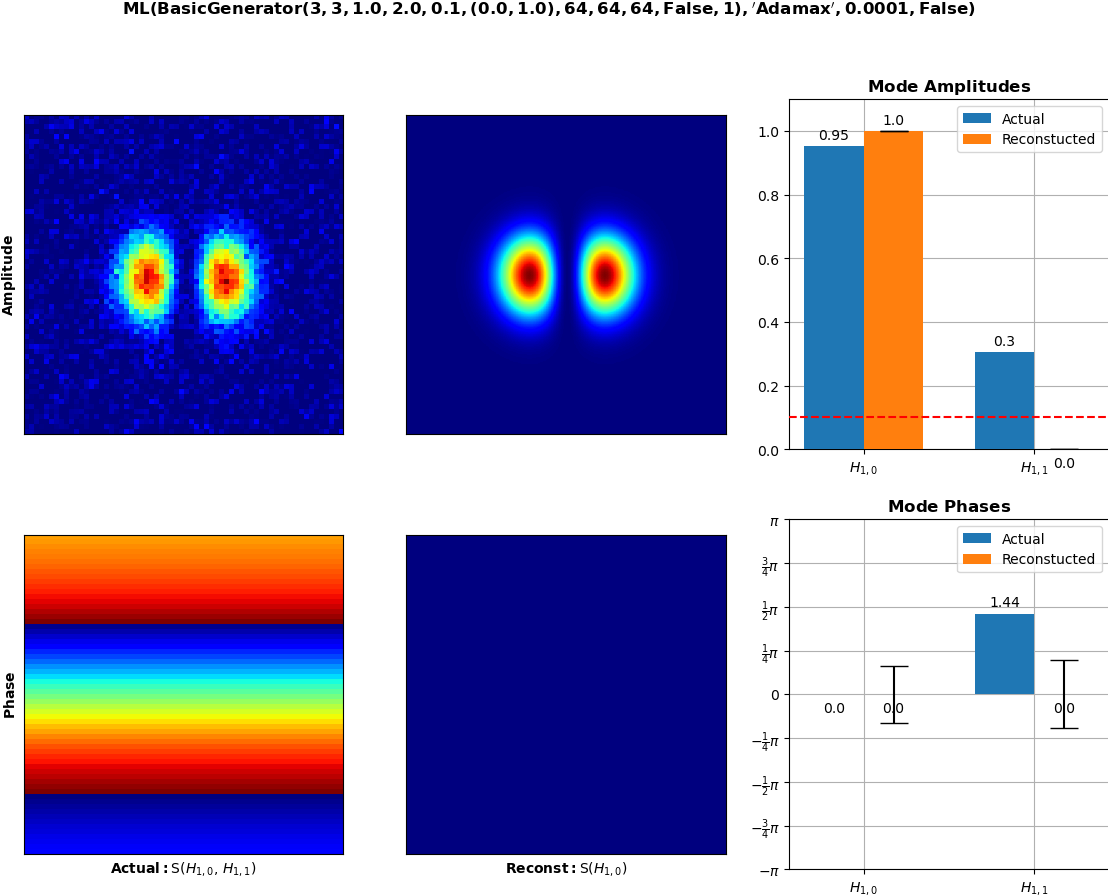 ML(BasicGenerator(3, 3, 1.0, 2.0, 0.1, (0.0, 1.0), 64, 64, 64, False, 1), ′Adamax′, 0.0001, False)
Amplitude
Mode Amplitudes
Actual
Reconstucted
1.0
0.8
0.6
0.4
0.2
0.0
0.95
1.0
0.3
0.0
H1,0
H1,1
Phase
Actual: S(H1,0, H1,1)
Reconst: S(H1,0)
Mode Phases
Actual
Reconstucted
π
3/4π
1/2π
1/4π
0
−1/4π
−1/2π
−3/4π
−π
0.0
0.0
1.44
0.0
H1,0
H1,1